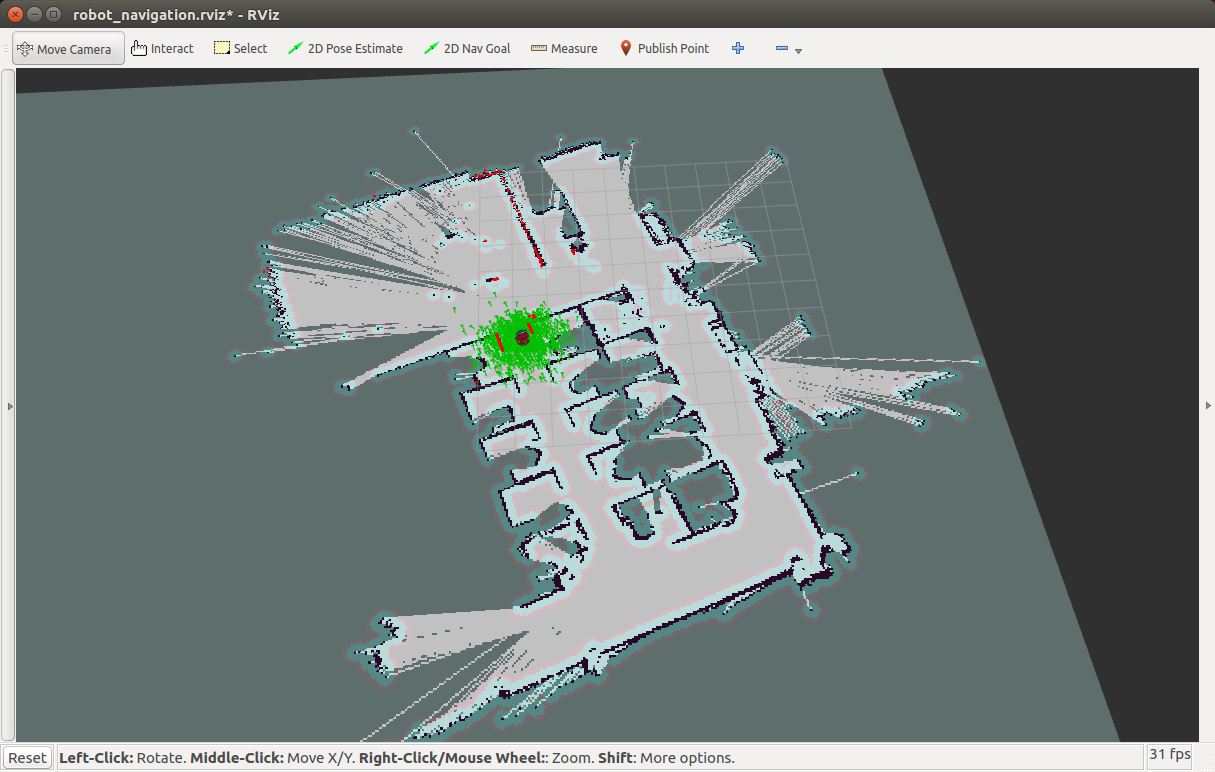 robot_navigation.rviz* - RViz
Move Camera Interact Select 2D Pose Estimate 2D Nav Goal Measure Publish Point
Reset Left-Click: Rotate. Middle-Click: Move X/Y. Right-Click/Mouse Wheel:: Zoom. Shift: More options. 31 fps